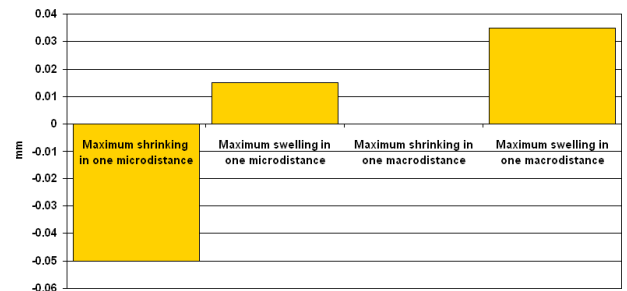 0.04
0.03
0.02
0.01
0
-0.01
-0.02
-0.03
-0.04
-0.05
-0.06
mm
Maximum shrinking
in one microdistance
Maximum swelling in
one microdistance
Maximum shrinking in
one macrodistance
Maximum swelling in
one macrodistance